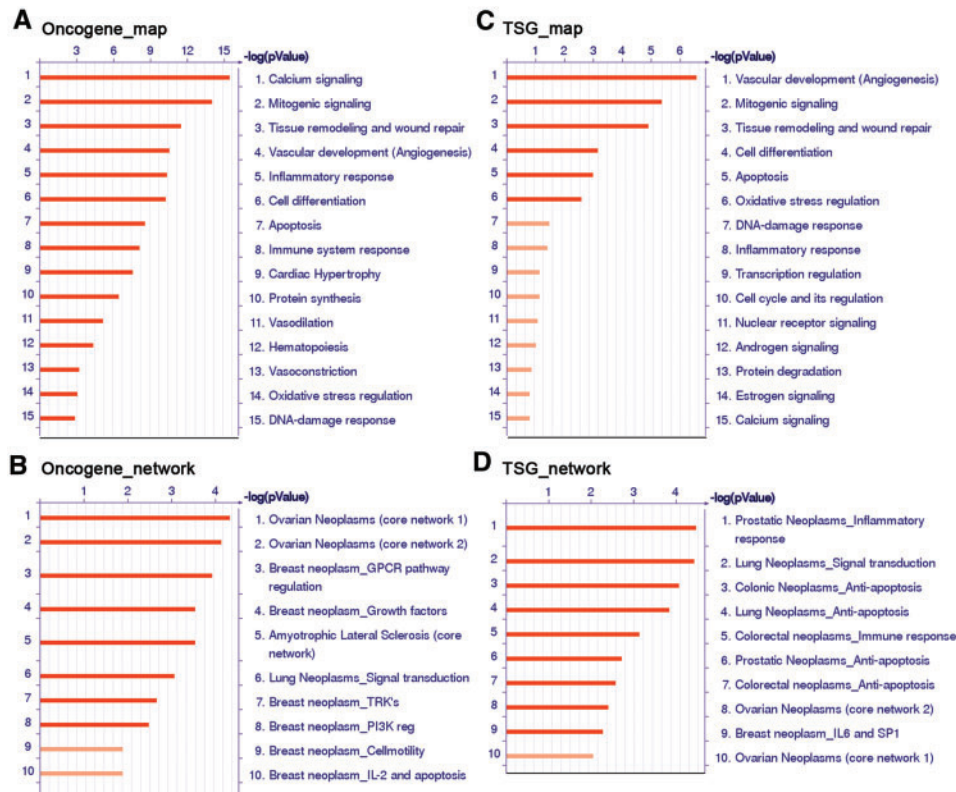 A Oncogene_map
3 6 9 12 15 -log(pValue)
1 1. Calcium signaling
2 2. Mitogenic signaling
3 3. Tissue remodeling and wound repair
4 4. Vascular development (Angiogenesis)
5 5. Inflammatory response
6 6. Cell differentiation
7 7. Apoptosis
8 8. Immune system response
9 9. Cardiac Hypertrophy
10 10. Protein synthesis
11 11. Vasodilation
12 12. Hematopoiesis
13 13. Vasoconstriction
14 14. Oxidative stress regulation
15 15. DNA-damage response
B Oncogene_network
1 2 3 4 -log(pValue)
1 1. Ovarian Neoplasms (core network 1)
2 2. Ovarian Neoplasms (core network 2)
3 3. Breast neoplasm_GPCR pathway
regulation
4 4. Breast neoplasm_Growth factors
5 5. Amyotrophic Lateral Sclerosis (core
network)
6 6. Lung Neoplasms_Signal transduction
7 7. Breast neoplasm_TRK's
8 8. Breast neoplasm_PI3K reg
9 9. Breast neoplasm_Cellmotility
10 10. Breast neoplasm_IL-2 and apoptosis
C TSG_map
1 2 3 4 5 6 -log(pValue)
1 1. Vascular development (Angiogenesis)
2 2. Mitogenic signaling
3 3. Tissue remodeling and wound repair
4 4. Cell differentiation
5 5. Apoptosis
6 6. Oxidative stress regulation
7 7. DNA-damage response
8 8. Inflammatory response
9 9. Transcription regulation
10 10. Cell cycle and its regulation
11 11. Nuclear receptor signaling
12 12. Androgen signaling
13 13. Protein degradation
14 14. Estrogen signaling
15 15. Calcium signaling
D TSG_network
1 2 3 4 -log(pValue)
1 1. Prostatic Neoplasms_Inflammatory
response
2 2. Lung Neoplasms_Signal transduction
3 3. Colonic Neoplasms_Anti-apoptosis
4 4. Lung Neoplasms_Anti-apoptosis
5 5. Colorectal neoplasms_Immune response
6 6. Prostatic Neoplasms_Anti-apoptosis
7 7. Colorectal neoplasms_Anti-apoptosis
8 8. Ovarian Neoplasms (core network 2)
9 9. Breast neoplasm_IL6 and SP1
10 10. Ovarian Neoplasms (core network 1)